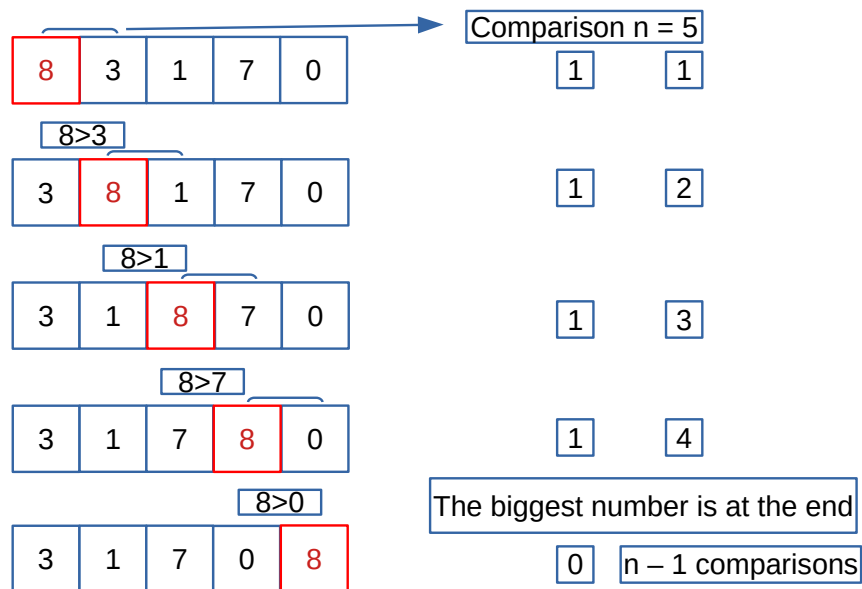 Comparison n = 5
8 3 1 7 0 1 1
8>3
3 8 1 7 0 1 2
8>1
3 1 8 7 0 1 3
8>7
3 1 7 8 0 1 4
8>0
The biggest number is at the end
3 1 7 0 8 0 n – 1 comparisons